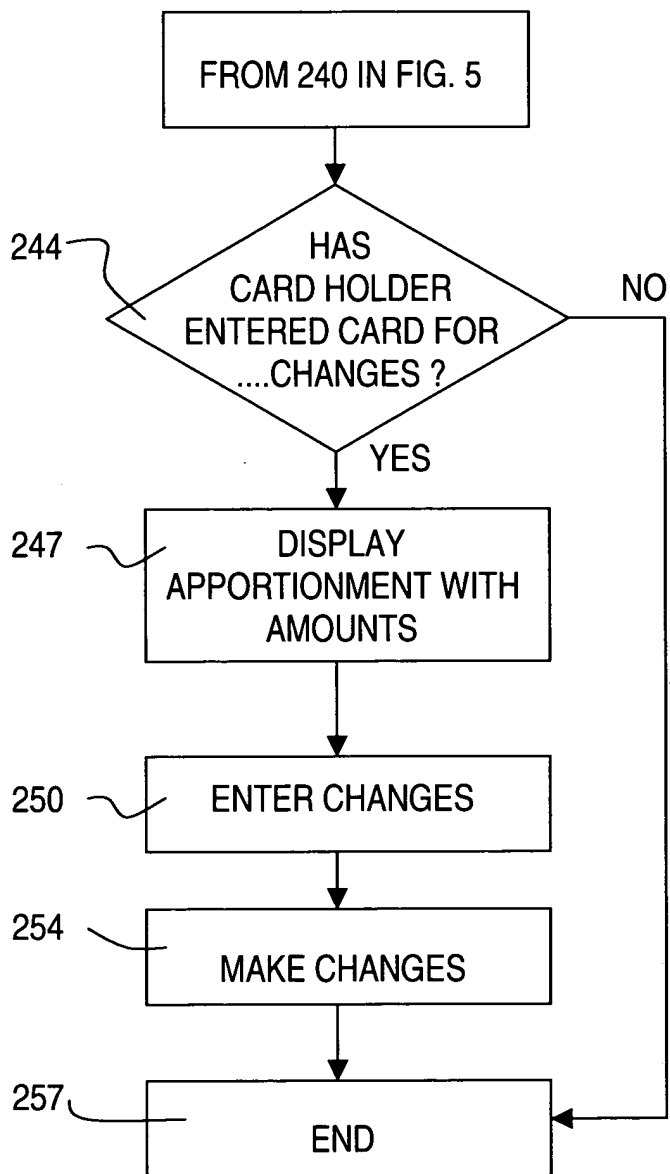 FROM 240 IN FIG. 5
244
HAS
CARD HOLDER
ENTERED CARD FOR
....CHANGES ?
NO
YES
247
DISPLAY
APPORTIONMENT WITH
AMOUNTS
250
ENTER CHANGES
254
MAKE CHANGES
257
END